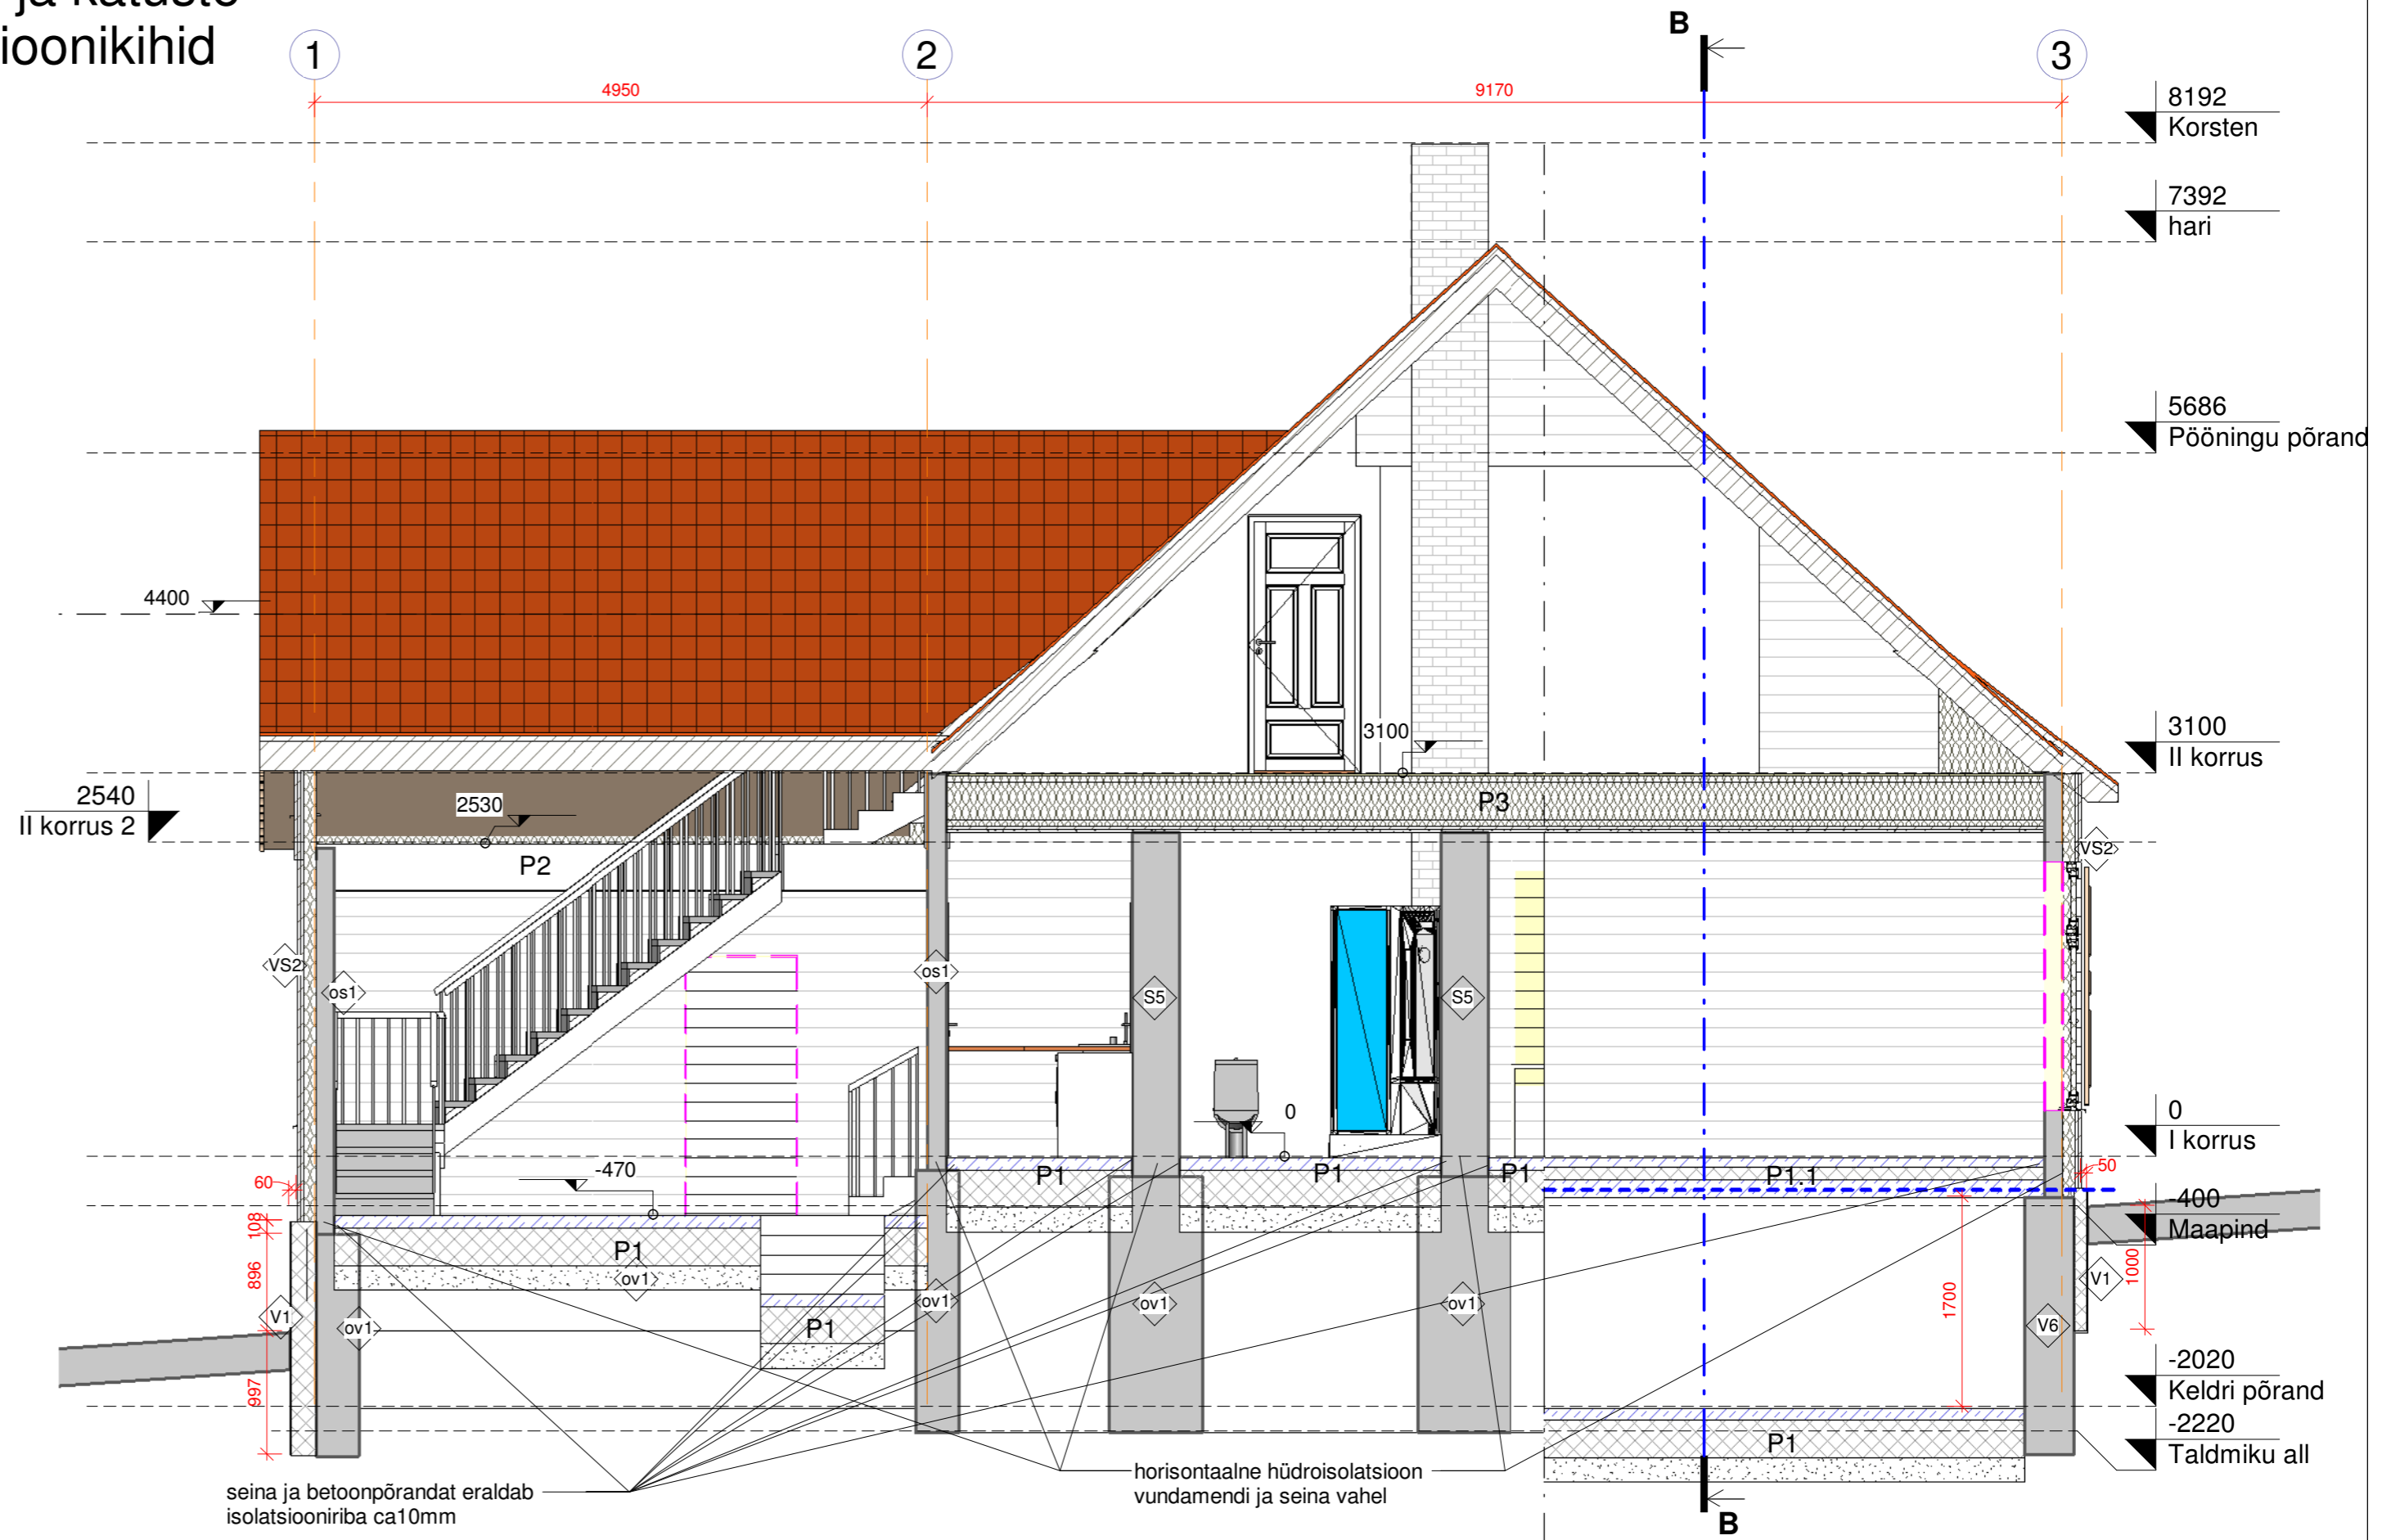 ja katuste
ioonikihid
1
2
B
3
4950
9170
8192
Korsten
7392
hari
5686
Pööningu põrand
4400
3100
3100
II korrus
2540
II korrus 2
2530
P3
P2
VS2
VS2
os1
os1
S5
S5
0
0
I korrus
-470
P1
P1
P1
P1.1
50
60
-400
Maapind
108
P1
ov1
896
V1
ov1
P1
ov1
ov1
ov1
1700
V6
V1
1000
997
-2020
Keldri põrand
-2220
Taldmiku all
P1
seina ja betoonpõrandat eraldab
isolatsiooniriba ca10mm
horisontaalne hüdroisolatsioon
vundamendi ja seina vahel
B